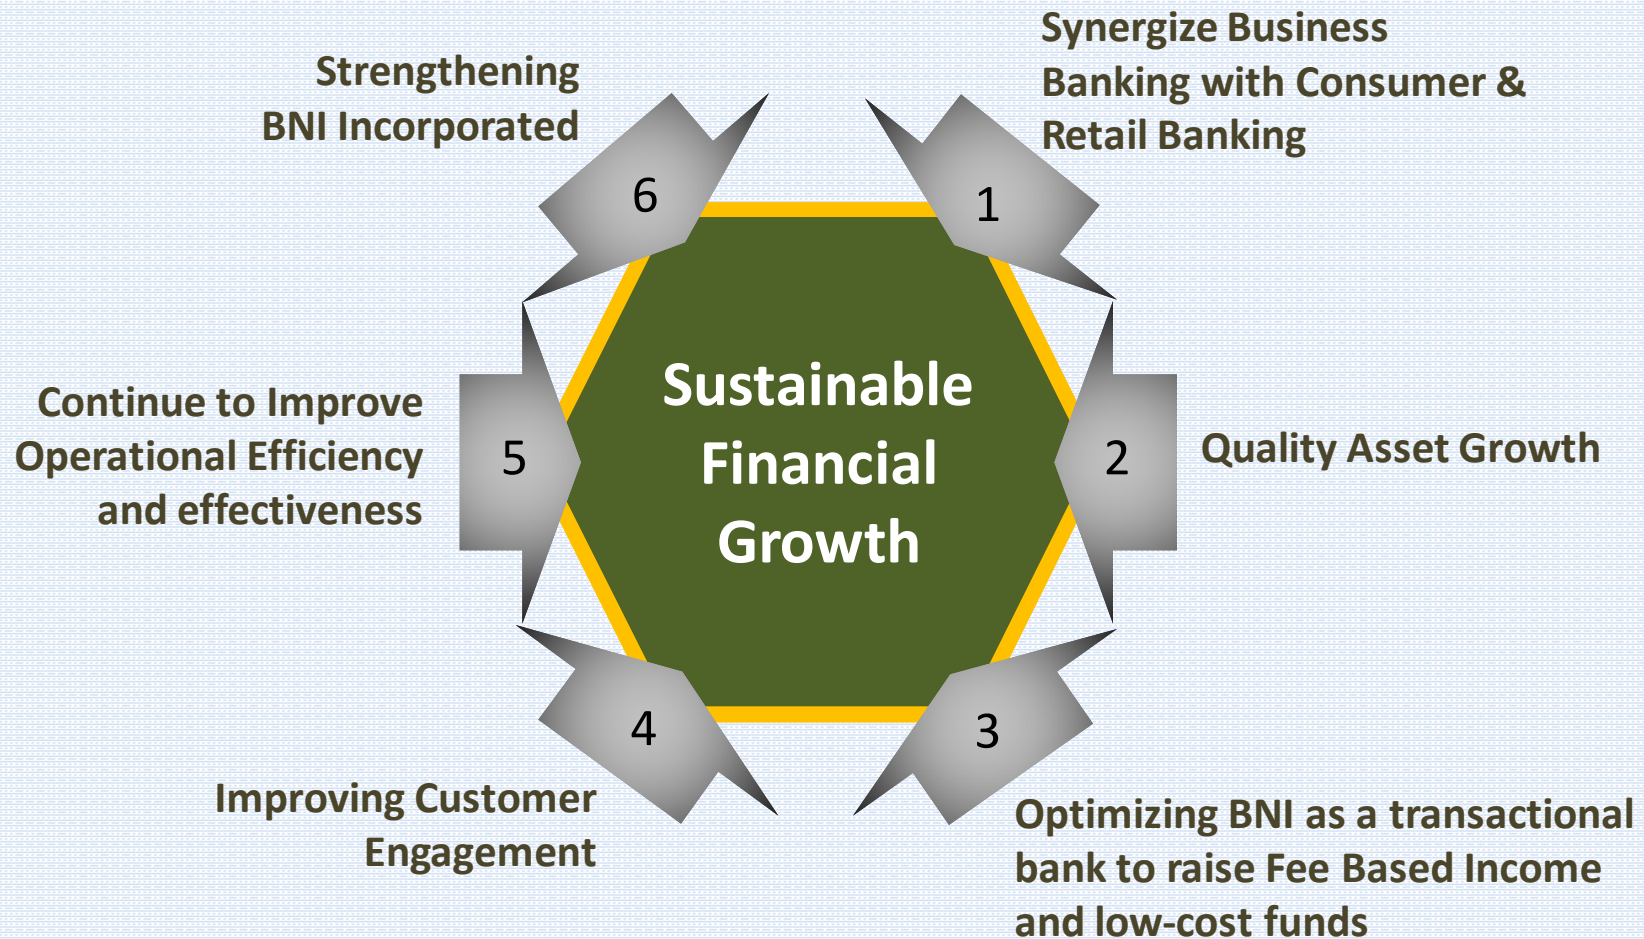 Synergize Business
Banking with Consumer &
Retail Banking
1
Quality Asset Growth
2
Optimizing BNI as a transactional
bank to raise Fee Based Income
and low-cost funds
3
Improving Customer
Engagement
4
Continue to Improve
Operational Efficiency
and effectiveness
5
Strengthening
BNI Incorporated
6
Sustainable
Financial
Growth